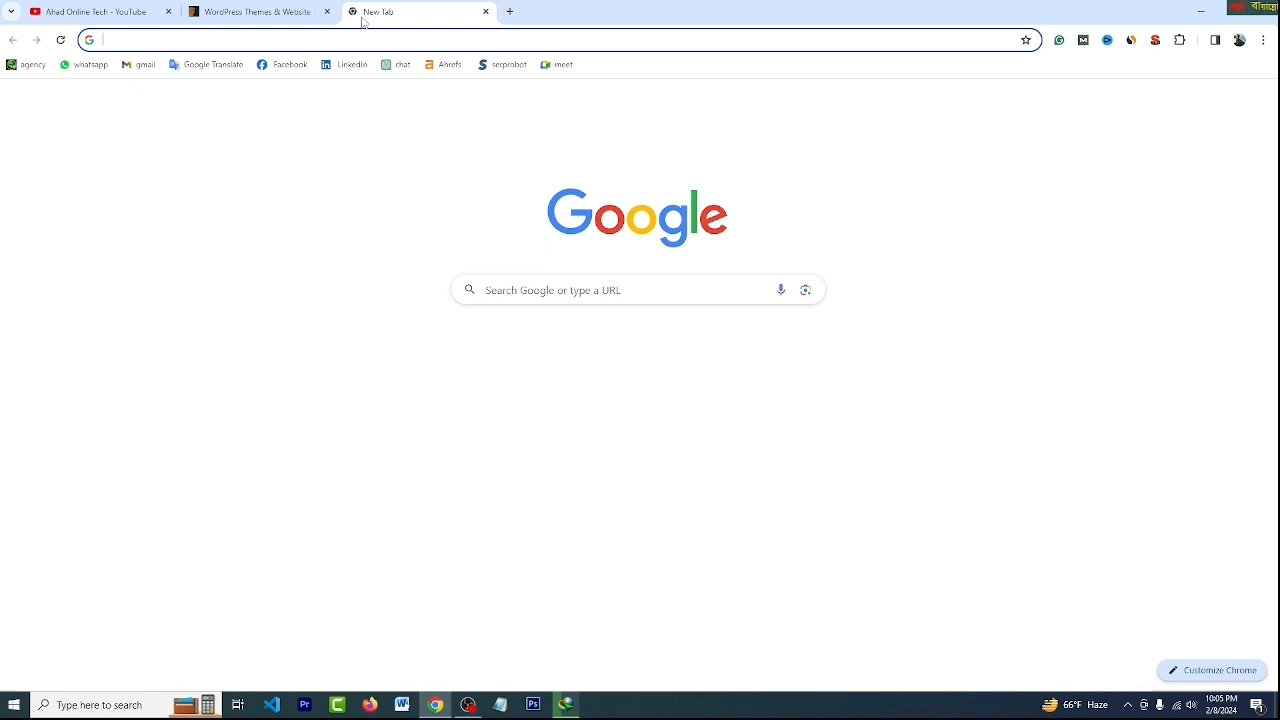 Ahad Online Tech - YouTube
WordPress Themes & Website
New Tab
agency
whatsapp
gmail
Google Translate
Facebook
LinkedIn
chat
Ahrefs
serprobot
meet
Google
Search Google or type a URL
Customize Chrome
Type here to search
66°F Haze
10:05 PM
2/8/2024